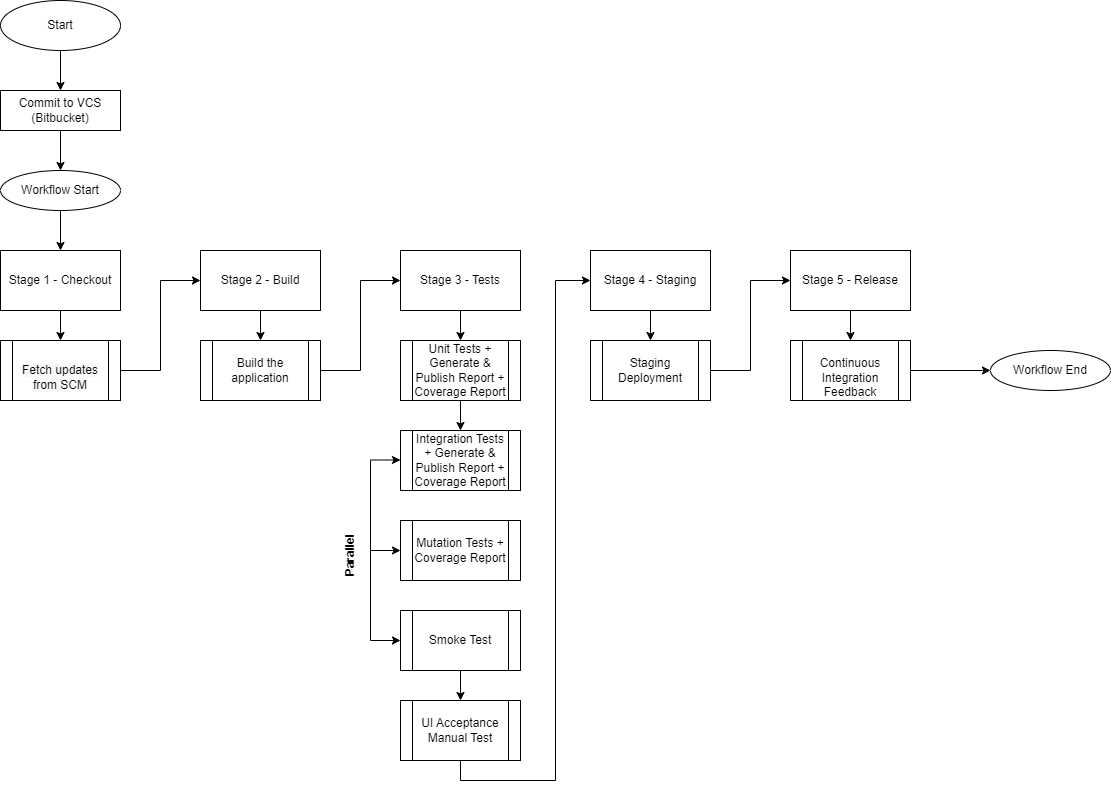 Start
Commit to VCS
(Bitbucket)
Workflow Start
Stage 1 - Checkout
Fetch updates
from SCM
Stage 2 - Build
Build the
application
Stage 3 - Tests
Unit Tests +
Generate &
Publish Report +
Coverage Report
Integration Tests
+ Generate &
Publish Report +
Coverage Report
Parallel
Mutation Tests +
Coverage Report
Smoke Test
UI Acceptance
Manual Test
Stage 4 - Staging
Staging
Deployment
Stage 5 - Release
Continuous
Integration
Feedback
Workflow End